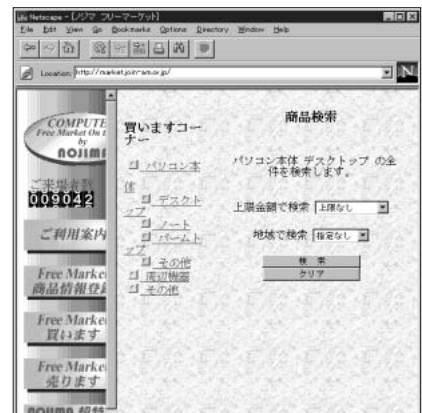 Netscape - [ノジマ フリーマーケット]
File Edit View Go Bookmarks Options Directory Window Help
Location: http://market.joinram.or.jp/
N
COMPUTE
Free Market On
by
NOJIMA
ご来場者数
009042
ご利用案内
Free Marke
商品情報登
Free Marke
買います
Free Marke
売ります
NOJIMA
買いますコー
ナー
パソコン本
体
デスクト
ップ
ノート
パームト
ップ
その他
周辺機器
その他
商品検索
パソコン本体 デスクトップ の全
件を検索します。
上限金額で検索 上限なし
地域で検索 指定なし
検 索
クリア